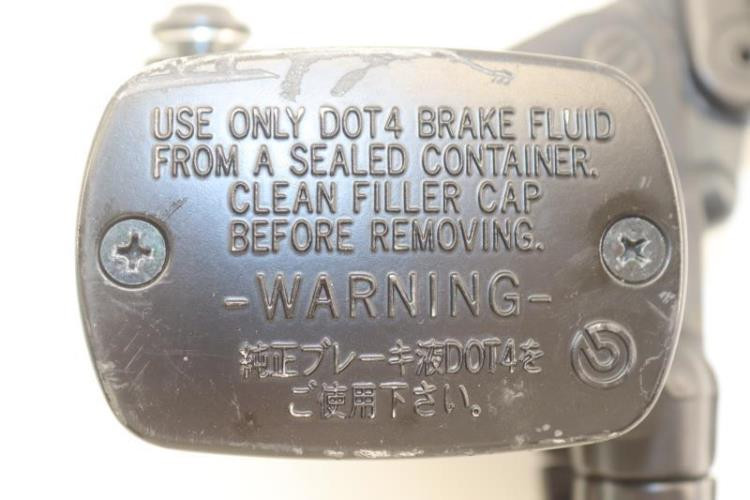 USE ONLY DOT4 BRAKE FLUID
FROM A SEALED CONTAINER.
CLEAN FILLER CAP
BEFORE REMOVING.
-WARNING-
純正ブレーキ液DOT4を
ご使用下さい。